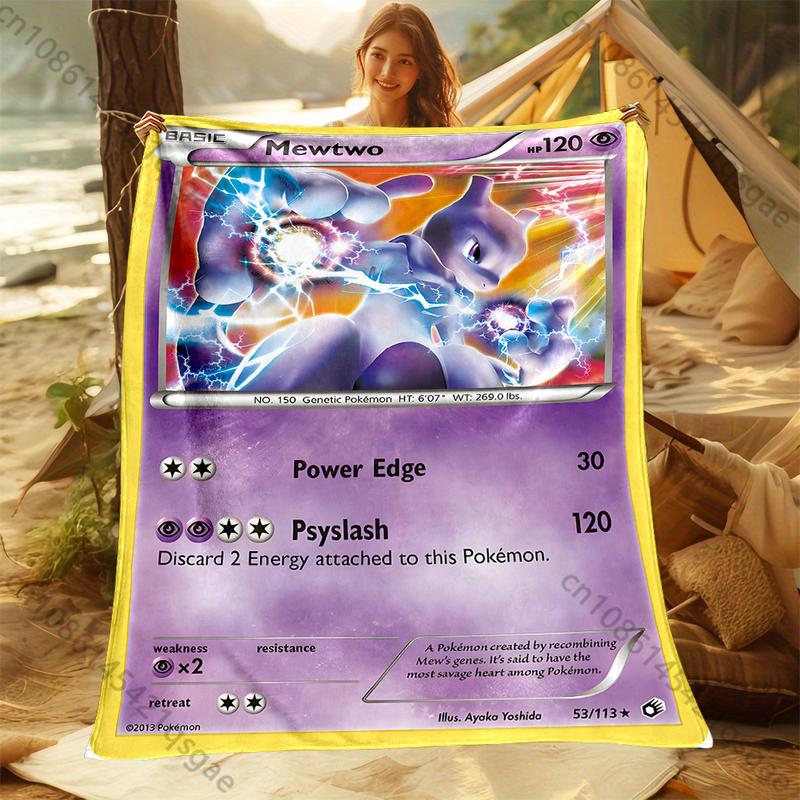 BASIC
Mewtwo HP120
NO. 150 Genetic Pokémon HT: 6'07" WT: 269.0 lbs.
Power Edge 30
Psyslash 120
Discard 2 Energy attached to this Pokémon.
weakness resistance
×2
A Pokémon created by recombining
Mew's genes. It's said to have the
most savage heart among Pokémon.
retreat
Illus. Ayaka Yoshida 53/113★
©2013 Pokémon